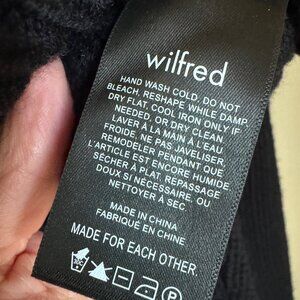 wilfred
HAND WASH COLD. DO NOT
BLEACH. RESHAPE WHILE DAMP.
DRY FLAT. COOL IRON ONLY IF
NEEDED, OR DRY CLEAN
LAVER À LA MAIN À L'EAU
FROIDE. NE PAS JAVELISER.
REMODELER PENDANT QUE
L'ARTICLE EST ENCORE HUMIDE
SÉCHER À PLAT. REPASSAGE
DOUX SI NÉCESSAIRE, OU
NETTOYER À SEC.
MADE IN CHINA
FABRIQUÉ EN CHINE
MADE FOR EACH OTHER.
30C
P